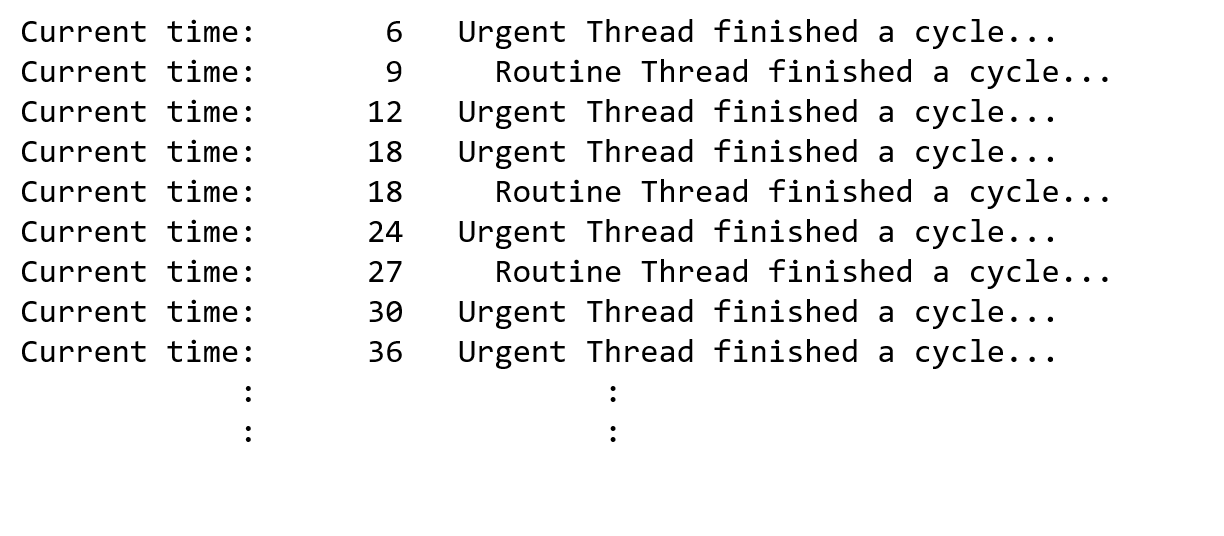 Current time:      6   Urgent Thread finished a cycle...
Current time:      9     Routine Thread finished a cycle...
Current time:      12   Urgent Thread finished a cycle...
Current time:      18   Urgent Thread finished a cycle...
Current time:      18     Routine Thread finished a cycle...
Current time:      24   Urgent Thread finished a cycle...
Current time:      27     Routine Thread finished a cycle...
Current time:      30   Urgent Thread finished a cycle...
Current time:      36   Urgent Thread finished a cycle...
:                   :
:                   :